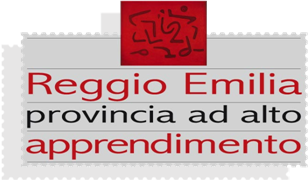 Reggio Emilia
provincia ad alto
apprendimento